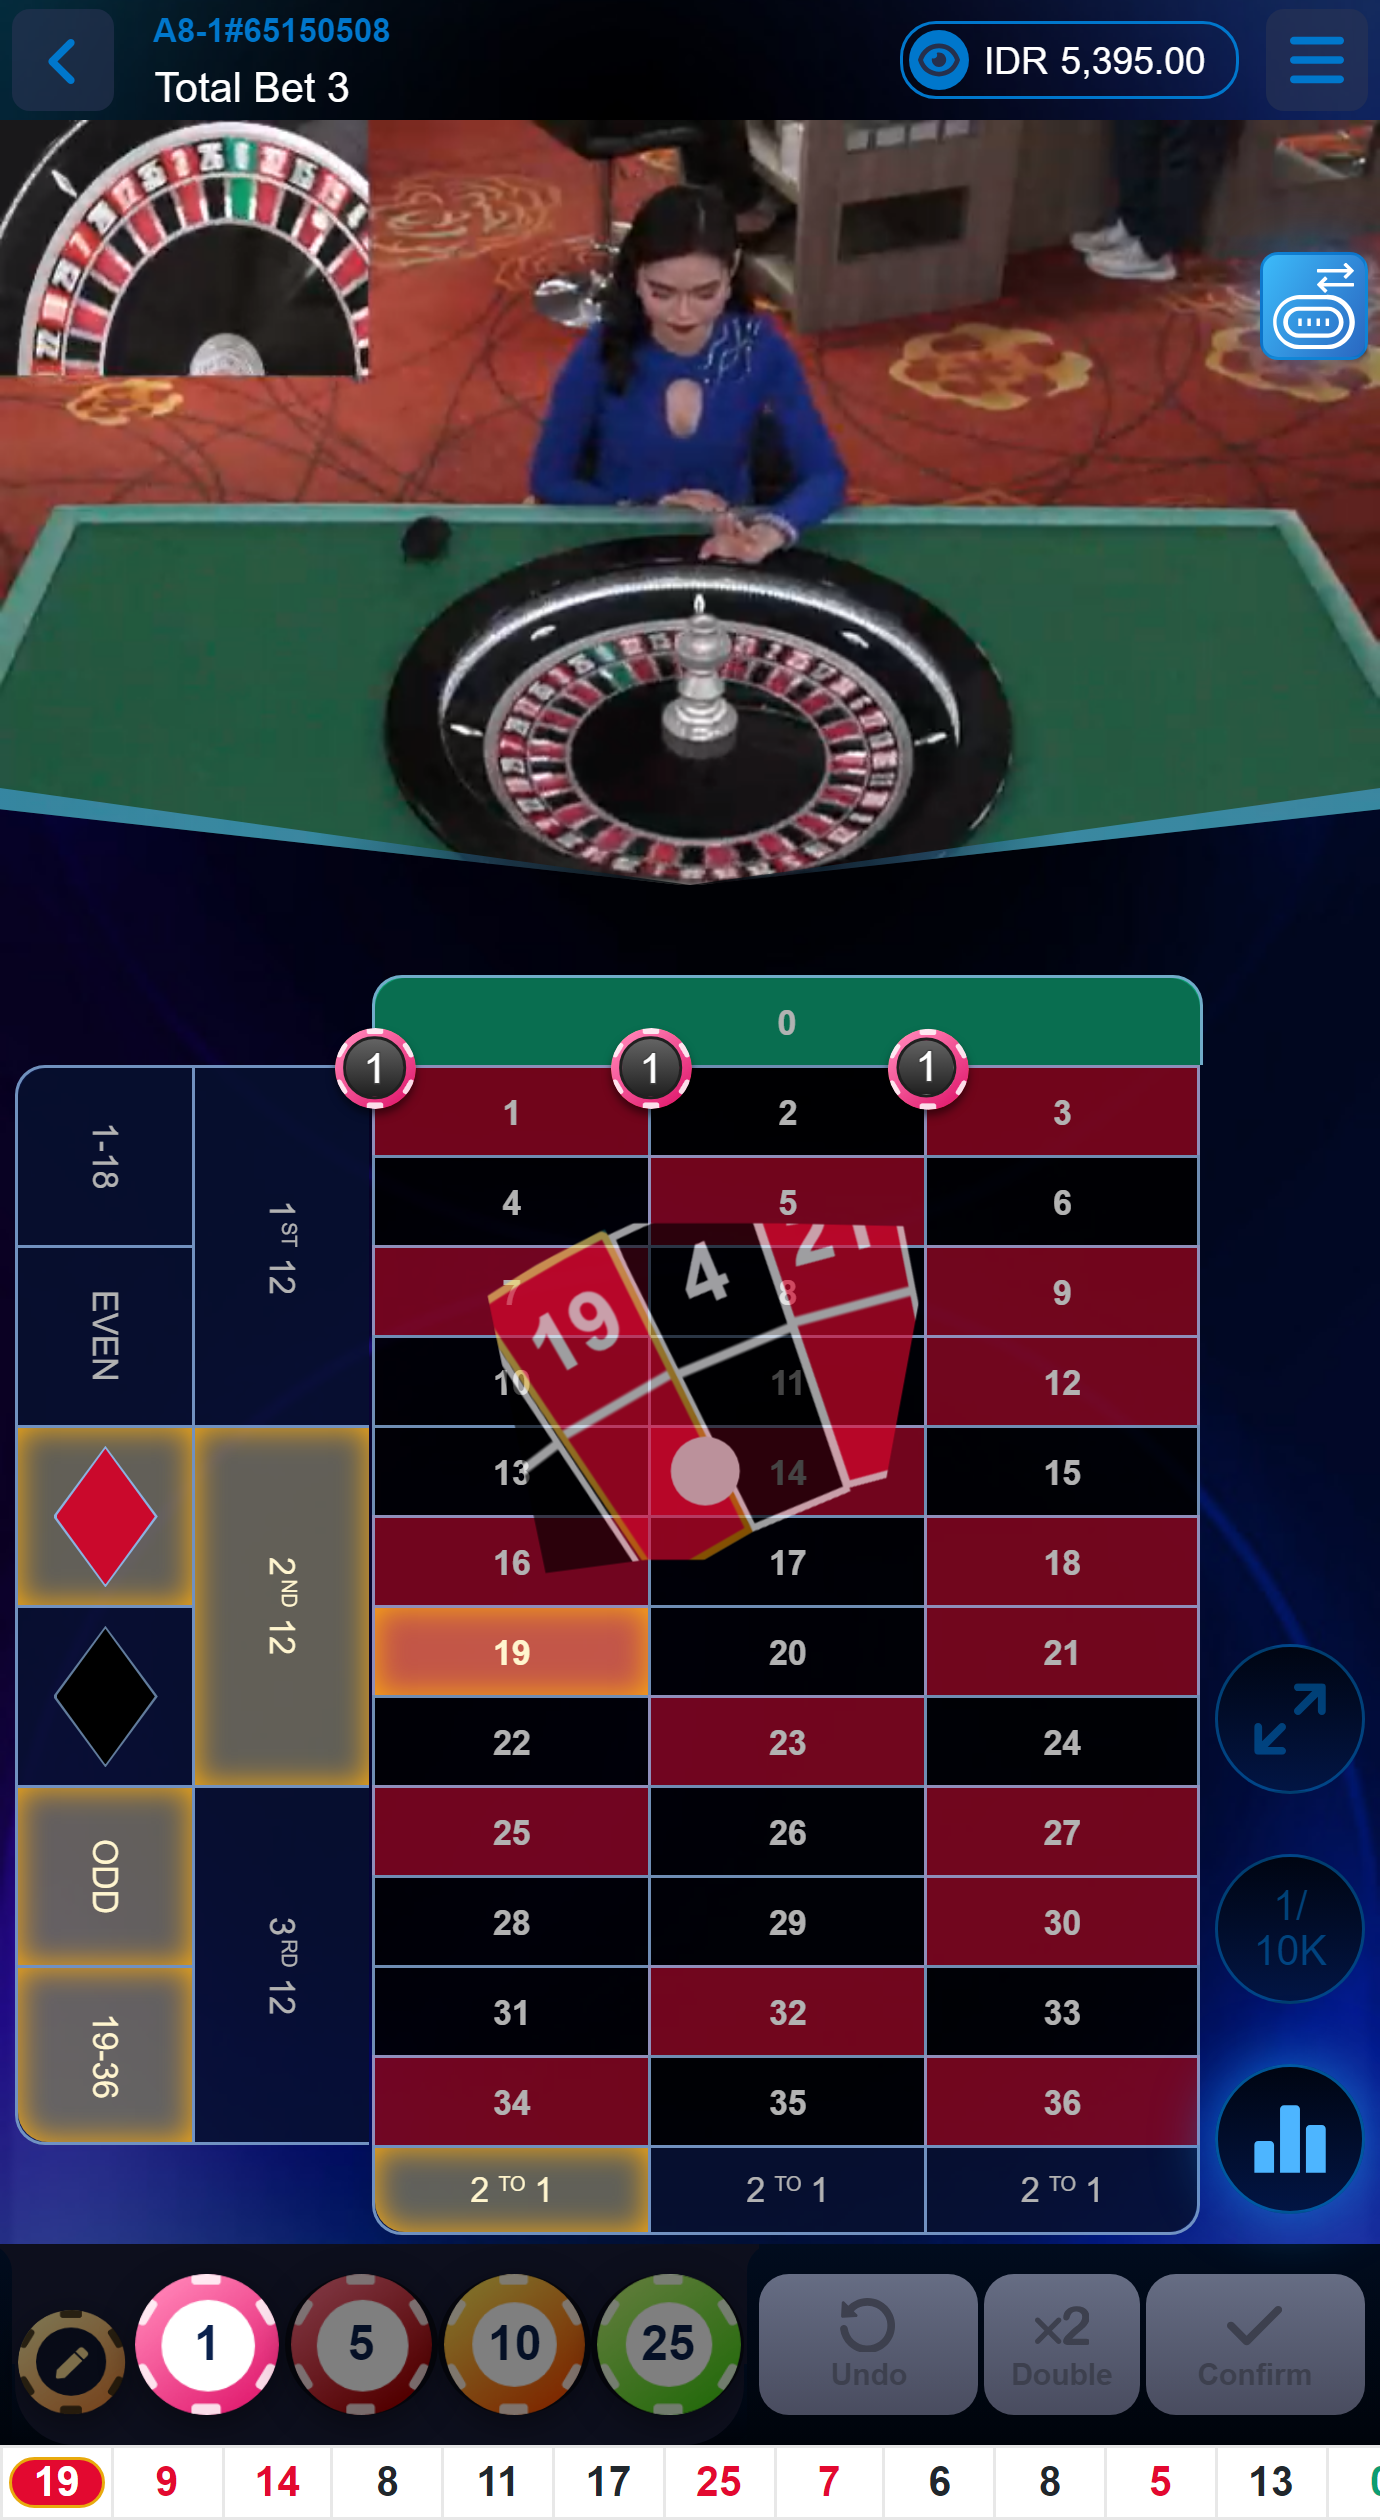 A8-1#65150508
Total Bet 3
IDR 5,395.00
0
1
1
1
1 2 3
4 5 6
7 8 9
10 11 12
13 14 15
16 17 18
19 20 21
22 23 24
25 26 27
28 29 30
31 32 33
34 35 36
2 TO 1 2 TO 1 2 TO 1
1-18
EVEN
ODD
19-36
1ST 12
2ND 12
3RD 12
19 4 21
1/
10K
1 5 10 25
Undo
x2
Double
Confirm
19 9 14 8 11 17 25 7 6 8 5 13